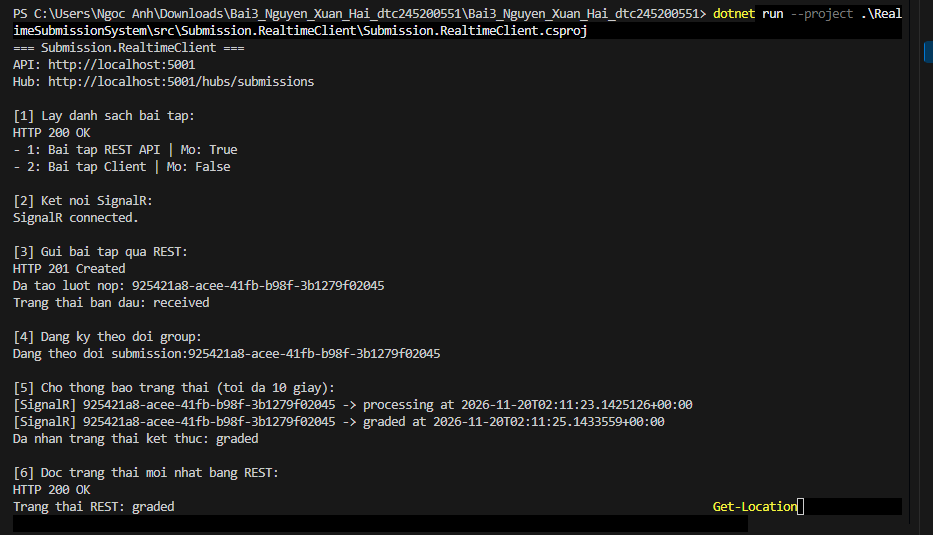 PS C:\Users\Ngoc Anh\Downloads\Bai3_Nguyen_Xuan_Hai_dtc245200551\Bai3_Nguyen_Xuan_Hai_dtc245200551> dotnet run --project .\Real
imeSubmissionSystem\src\Submission.RealtimeClient\Submission.RealtimeClient.csproj
=== Submission.RealtimeClient ===
API: http://localhost:5001
Hub: http://localhost:5001/hubs/submissions
[1] Lay danh sach bai tap:
HTTP 200 OK
- 1: Bai tap REST API | Mo: True
- 2: Bai tap Client | Mo: False
[2] Ket noi SignalR:
SignalR connected.
[3] Gui bai tap qua REST:
HTTP 201 Created
Da tao luot nop: 925421a8-acee-41fb-b98f-3b1279f02045
Trang thai ban dau: received
[4] Dang ky theo doi group:
Dang theo doi submission:925421a8-acee-41fb-b98f-3b1279f02045
[5] Cho thong bao trang thai (toi da 10 giay):
[SignalR] 925421a8-acee-41fb-b98f-3b1279f02045 -> processing at 2026-11-20T02:11:23.1425126+00:00
[SignalR] 925421a8-acee-41fb-b98f-3b1279f02045 -> graded at 2026-11-20T02:11:25.1433559+00:00
Da nhan trang thai ket thuc: graded
[6] Doc trang thai moi nhat bang REST:
HTTP 200 OK
Trang thai REST: graded Get-Location